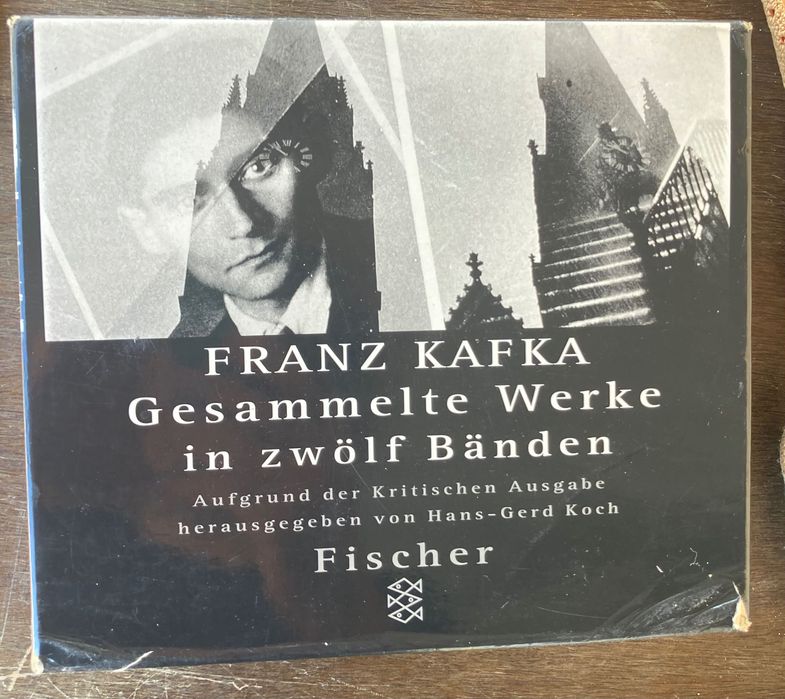 FRANZ KAFKA
Gesammelte Werke
in zwölf Bänden
Aufgrund der Kritischen Ausgabe
herausgegeben von Hans-Gerd Koch
Fischer